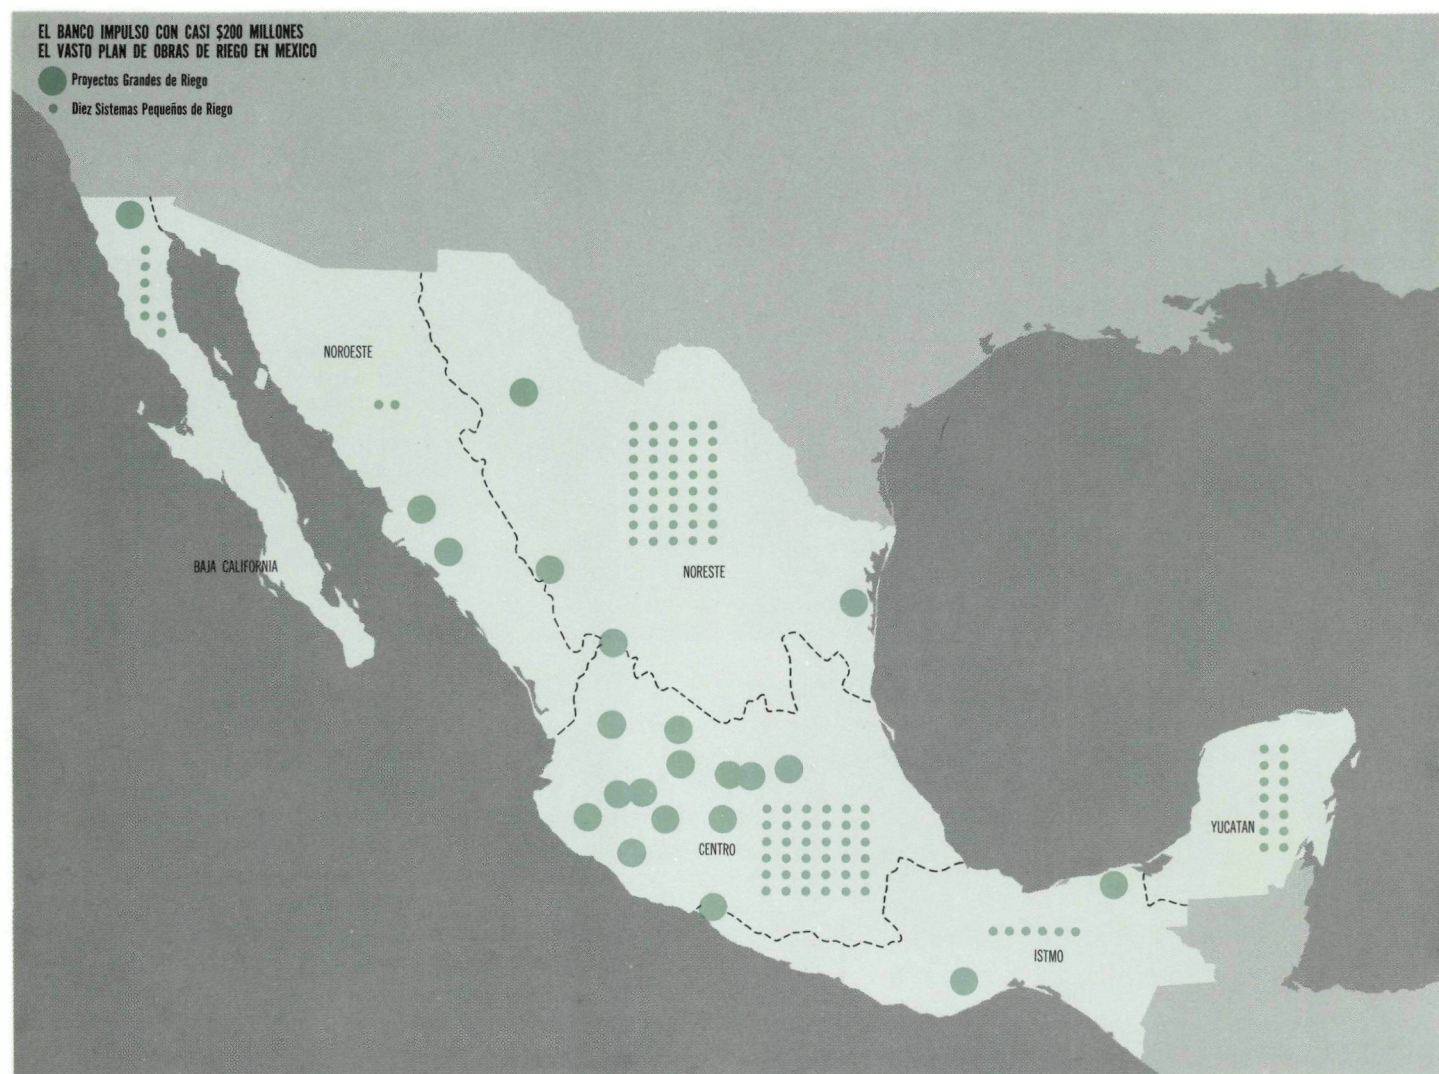 EL BANCO IMPULSO CON CASI $200 MILLONES
EL VASTO PLAN DE OBRAS DE RIEGO EN MEXICO
Proyectos Grandes de Riego
Diez Sistemas Pequeños de Riego
NOROESTE
BAJA CALIFORNIA
NORESTE
CENTRO
YUCATAN
ISTMO